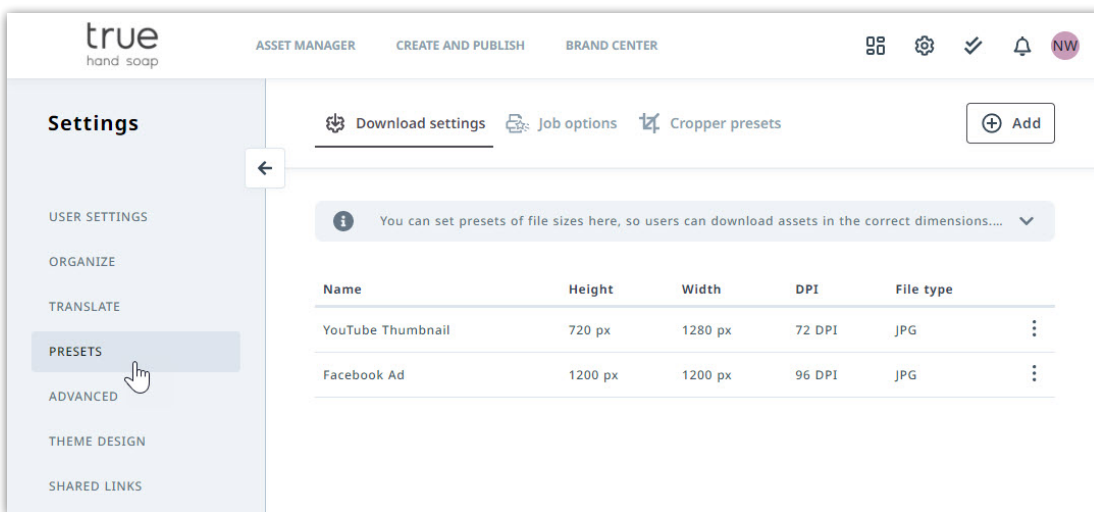 true
hand soap
ASSET MANAGER CREATE AND PUBLISH BRAND CENTER NW
Settings
USER SETTINGS
ORGANIZE
TRANSLATE
PRESETS
ADVANCED
THEME DESIGN
SHARED LINKS
Download settings Job options Cropper presets Add
You can set presets of file sizes here, so users can download assets in the correct dimensions....
Name Height Width DPI File type
YouTube Thumbnail 720 px 1280 px 72 DPI JPG
Facebook Ad 1200 px 1200 px 96 DPI JPG